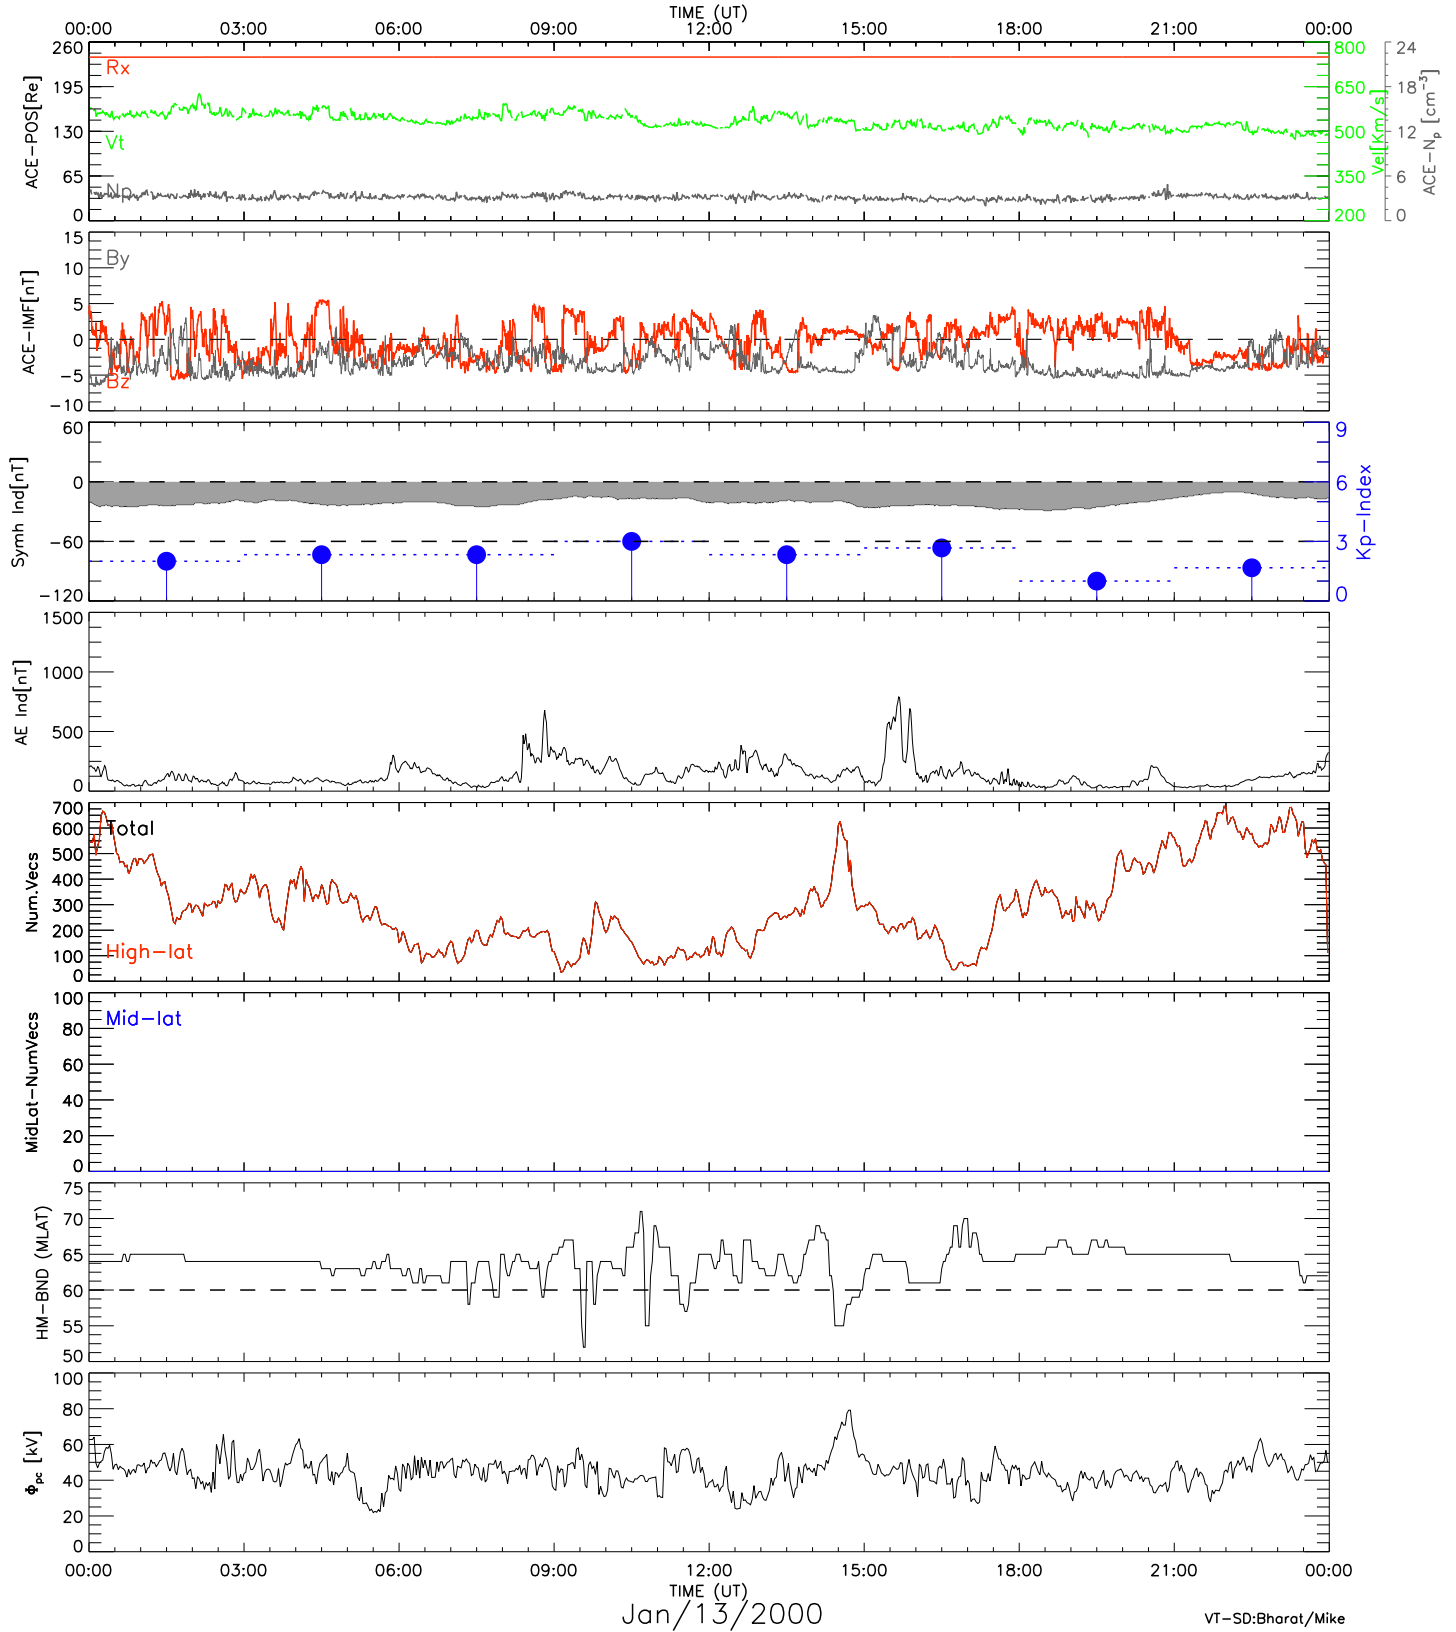 TIME (UT)
00:00 03:00 06:00 09:00 12:00 15:00 18:00 21:00 00:00
260 195 130 65 0
ACE-POS[Re]
Rx
Vt
Np
800 650 500 350 200
Vel[Km/s]
24 18 12 6 0
ACE-Np [cm-3]
15 10 5 0 -5 -10
ACE-IMF[nT]
By
Bz
60 0 -60 -120
Symh Ind[nT]
9 6 3 0
Kp-Index
1500 1000 500 0
AE Ind[nT]
700 600 500 400 300 200 100 0
Num.Vecs
Total
High-lat
100 80 60 40 20 0
MidLat-NumVecs
Mid-lat
75 70 65 60 55 50
HM-BND (MLAT)
100 80 60 40 20 0
Φpc [kV]
00:00 03:00 06:00 09:00 12:00 15:00 18:00 21:00 00:00
TIME (UT)
Jan/13/2000
VT-SD:Bharat/Mike